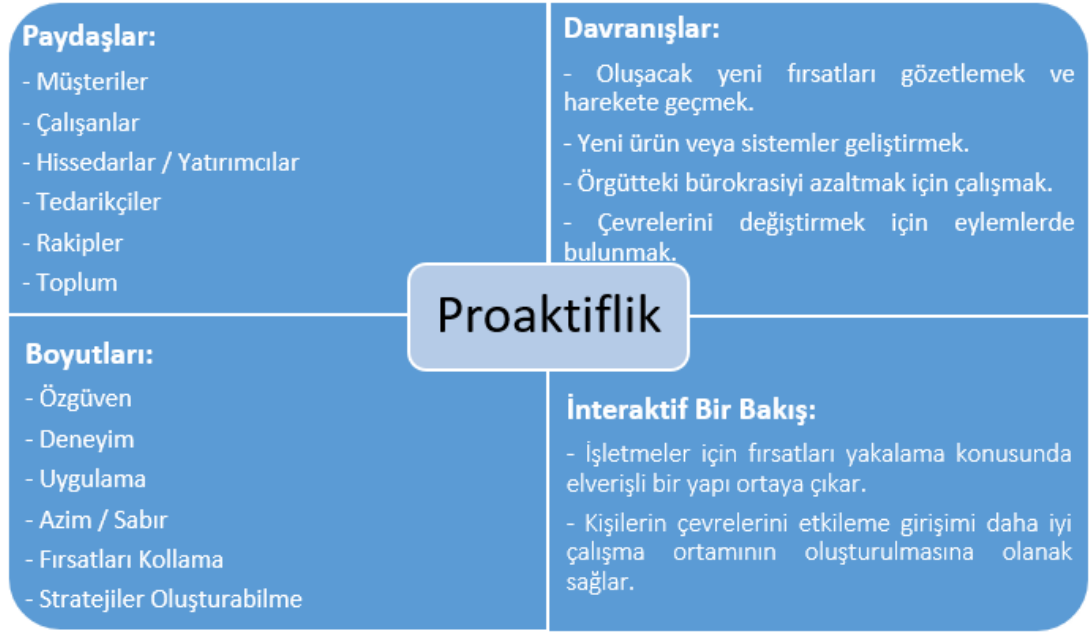 Paydaşlar:
- Müşteriler
- Çalışanlar
- Hissedarlar / Yatırımcılar
- Tedarikçiler
- Rakipler
- Toplum
Davranışlar:
- Oluşacak yeni fırsatları gözetlemek ve
harekete geçmek.
- Yeni ürün veya sistemler geliştirmek.
- Örgütteki bürokrasiyi azaltmak için çalışmak.
- Çevrelerini değiştirmek için eylemlerde
bulunmak.
Proaktiflik
Boyutları:
- Özgüven
- Deneyim
- Uygulama
- Azim / Sabır
- Fırsatları Kollama
- Stratejiler Oluşturabilme
İnteraktif Bir Bakış:
- İşletmeler için fırsatları yakalama konusunda
elverişli bir yapı ortaya çıkar.
- Kişilerin çevrelerini etkileme girişimi daha iyi
çalışma ortamının oluşturulmasına olanak
sağlar.